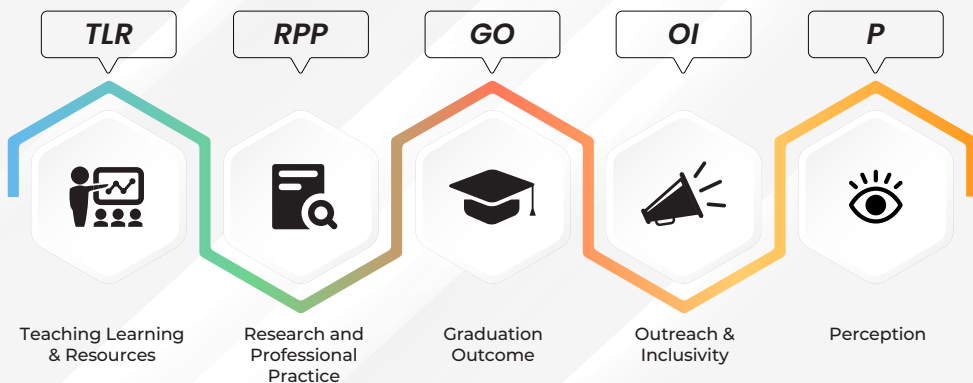 TLR
RPP
GO
OI
P
Teaching Learning
& Resources
Research and
Professional
Practice
Graduation
Outcome
Outreach &
Inclusivity
Perception